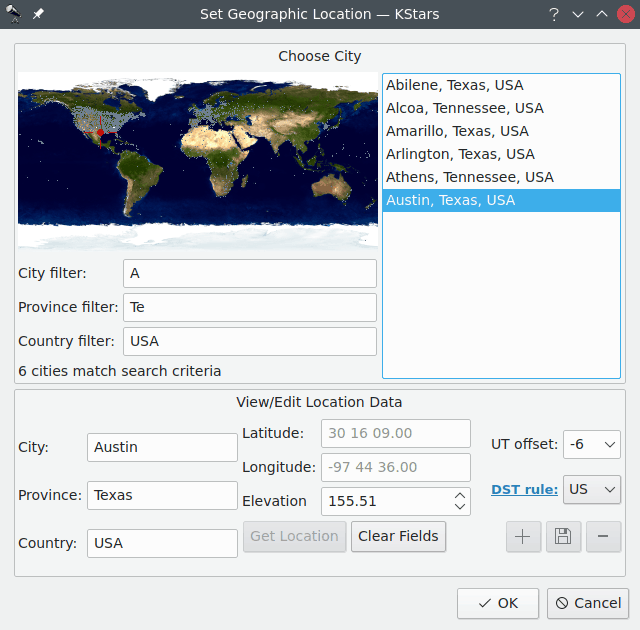 Set Geographic Location — KStars
Choose City
Abilene, Texas, USA
Alcoa, Tennessee, USA
Amarillo, Texas, USA
Arlington, Texas, USA
Athens, Tennessee, USA
Austin, Texas, USA
City filter: A
Province filter: Te
Country filter: USA
6 cities match search criteria
View/Edit Location Data
City: Austin
Province: Texas
Country: USA
Latitude: 30 16 09.00
Longitude: -97 44 36.00
Elevation 155.51
Get Location Clear Fields
UT offset: -6
DST rule: US
OK Cancel